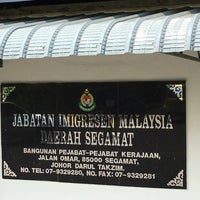 JABATAN IMIGRESEN MALAYSIA
DAERAH SEGAMAT
BANGUNAN PEJABAT-PEJABAT KERAJAAN,
JALAN OMAR, 85000 SEGAMAT,
JOHOR DARUL TAKZIM.
NO. TEL: 07-9329280, NO. FAX: 07-9329281